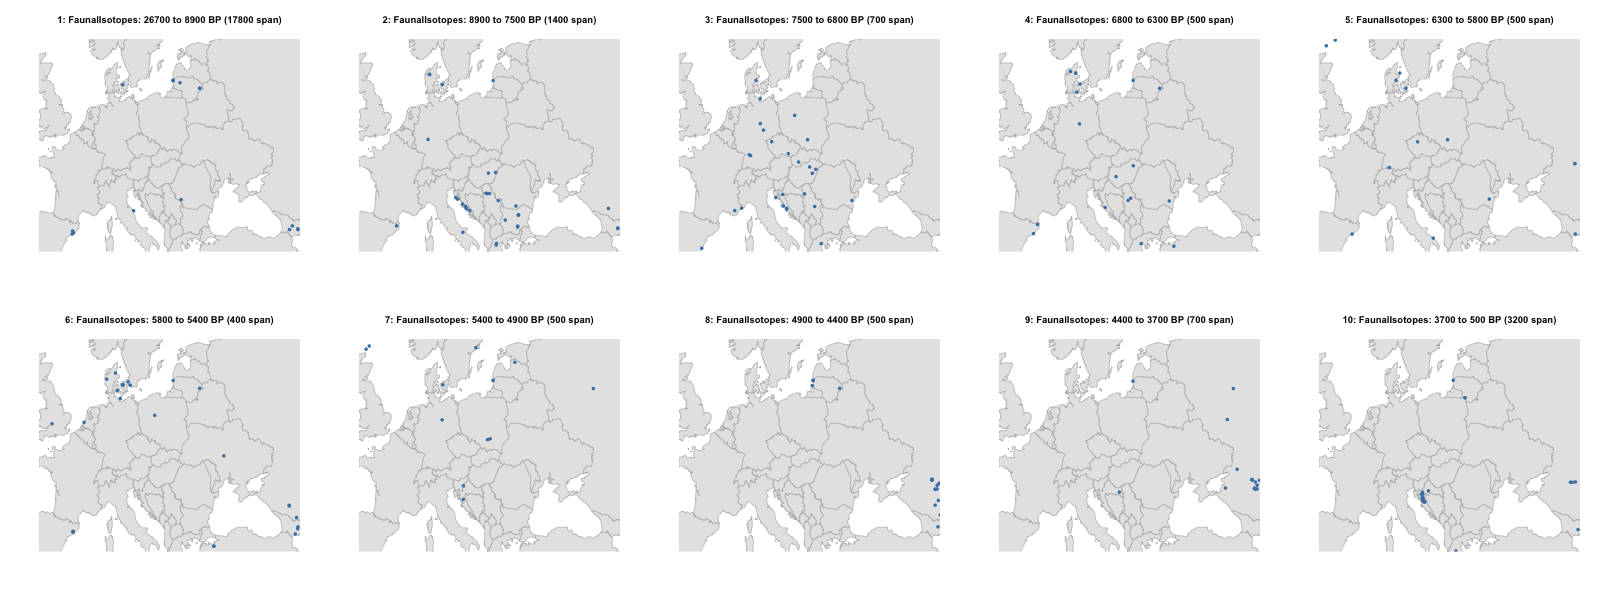 1: FaunalIsotopes: 26700 to 8900 BP (17800 span)
2: FaunalIsotopes: 8900 to 7500 BP (1400 span)
3: FaunalIsotopes: 7500 to 6800 BP (700 span)
4: FaunalIsotopes: 6800 to 6300 BP (500 span)
5: FaunalIsotopes: 6300 to 5800 BP (500 span)
6: FaunalIsotopes: 5800 to 5400 BP (400 span)
7: FaunalIsotopes: 5400 to 4900 BP (500 span)
8: FaunalIsotopes: 4900 to 4400 BP (500 span)
9: FaunalIsotopes: 4400 to 3700 BP (700 span)
10: FaunalIsotopes: 3700 to 500 BP (3200 span)